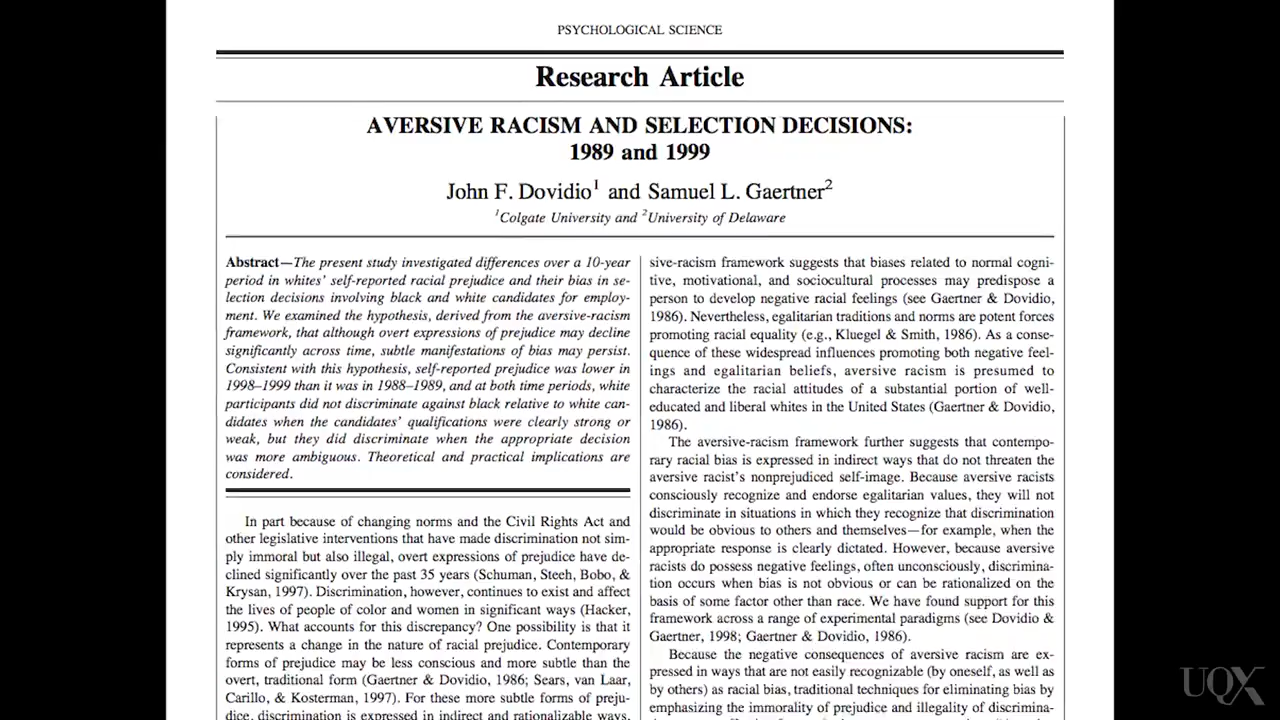 PSYCHOLOGICAL SCIENCE
Research Article
AVERSIVE RACISM AND SELECTION DECISIONS:
1989 and 1999
John F. Dovidio1 and Samuel L. Gaertner2
1Colgate University and 2University of Delaware
Abstract—The present study investigated differences over a 10-year
period in whites' self-reported racial prejudice and their bias in se-
lection decisions involving black and white candidates for employ-
ment. We examined the hypothesis, derived from the aversive-racism
framework, that although overt expressions of prejudice may decline
significantly across time, subtle manifestations of bias may persist.
Consistent with this hypothesis, self-reported prejudice was lower in
1998–1999 than it was in 1988–1989, and at both time periods, white
participants did not discriminate against black relative to white can-
didates when the candidates' qualifications were clearly strong or
weak, but they did discriminate when the appropriate decision
was more ambiguous. Theoretical and practical implications are
considered.
In part because of changing norms and the Civil Rights Act and
other legislative interventions that have made discrimination not sim-
ply immoral but also illegal, overt expressions of prejudice have de-
clined significantly over the past 35 years (Schuman, Steeh, Bobo, &
Krysan, 1997). Discrimination, however, continues to exist and affect
the lives of people of color and women in significant ways (Hacker,
1995). What accounts for this discrepancy? One possibility is that it
represents a change in the nature of racial prejudice. Contemporary
forms of prejudice may be less conscious and more subtle than the
overt, traditional form (Gaertner & Dovidio, 1986; Sears, van Laar,
Carillo, & Kosterman, 1997). For these more subtle forms of preju-
dice, discrimination is expressed in indirect and rationalizable ways,
sive-racism framework suggests that biases related to normal cogni-
tive, motivational, and sociocultural processes may predispose a
person to develop negative racial feelings (see Gaertner & Dovidio,
1986). Nevertheless, egalitarian traditions and norms are potent forces
promoting racial equality (e.g., Kluegel & Smith, 1986). As a conse-
quence of these widespread influences promoting both negative feel-
ings and egalitarian beliefs, aversive racism is presumed to
characterize the racial attitudes of a substantial portion of well-
educated and liberal whites in the United States (Gaertner & Dovidio,
1986).
The aversive-racism framework further suggests that contempo-
rary racial bias is expressed in indirect ways that do not threaten the
aversive racist's nonprejudiced self-image. Because aversive racists
consciously recognize and endorse egalitarian values, they will not
discriminate in situations in which they recognize that discrimination
would be obvious to others and themselves—for example, when the
appropriate response is clearly dictated. However, because aversive
racists do possess negative feelings, often unconsciously, discrimina-
tion occurs when bias is not obvious or can be rationalized on the
basis of some factor other than race. We have found support for this
framework across a range of experimental paradigms (see Dovidio &
Gaertner, 1998; Gaertner & Dovidio, 1986).
Because the negative consequences of aversive racism are ex-
pressed in ways that are not easily recognizable (by oneself, as well as
by others) as racial bias, traditional techniques for eliminating bias by
emphasizing the immorality of prejudice and illegality of discrimina-
UQX